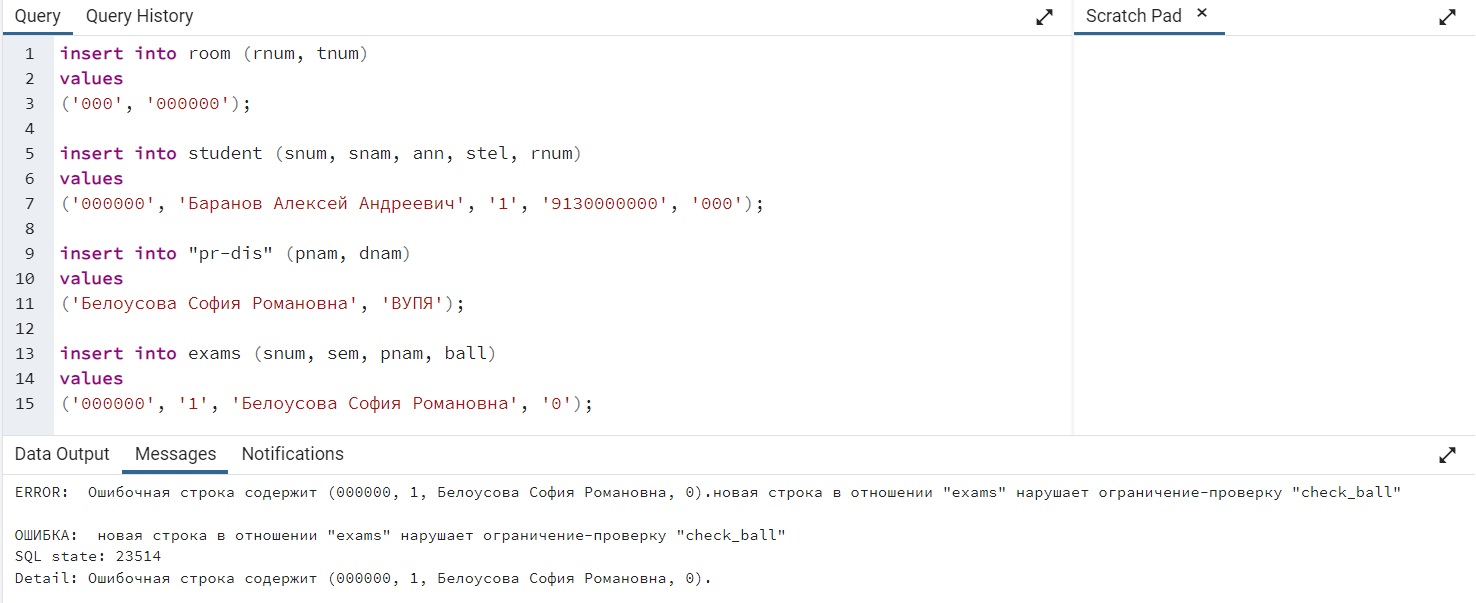 Query Query History Scratch Pad ×
1 insert into room (rnum, tnum)
2 values
3 ('000', '000000');
4
5 insert into student (snum, snam, ann, stel, rnum)
6 values
7 ('000000', 'Баранов Алексей Андреевич', '1', '9130000000', '000');
8
9 insert into "pr-dis" (pnam, dnam)
10 values
11 ('Белоусова София Романовна', 'ВУПЯ');
12
13 insert into exams (snum, sem, pnam, ball)
14 values
15 ('000000', '1', 'Белоусова София Романовна', '0');
Data Output Messages Notifications
ERROR:  Ошибочная строка содержит (000000, 1, Белоусова София Романовна, 0).новая строка в отношении "exams" нарушает ограничение-проверку "check_ball"
ОШИБКА:  новая строка в отношении "exams" нарушает ограничение-проверку "check_ball"
SQL state: 23514
Detail: Ошибочная строка содержит (000000, 1, Белоусова София Романовна, 0).